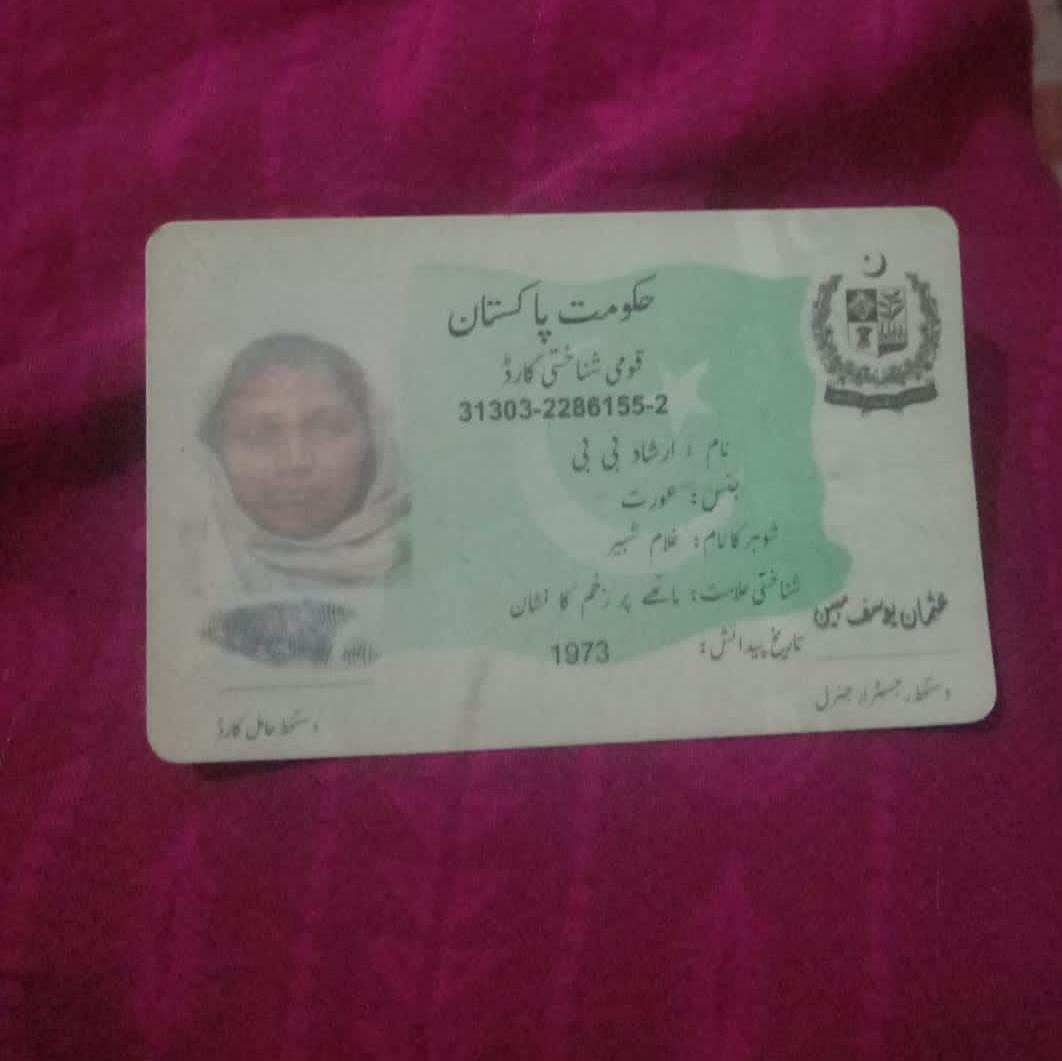 حکومت پاکستان
قومی شناختی کارڈ
31303-2286155-2
نام : ارشاد بی بی
جنس: عورت
شوہر کا نام: غلام شبیر
شناختی علامت: ماتھے پر زخم کا نشان
تاریخ پیدائش: 1973
عثمان یوسف مبین
دستخط رجسٹرار جنرل
دستخط حامل کارڈ